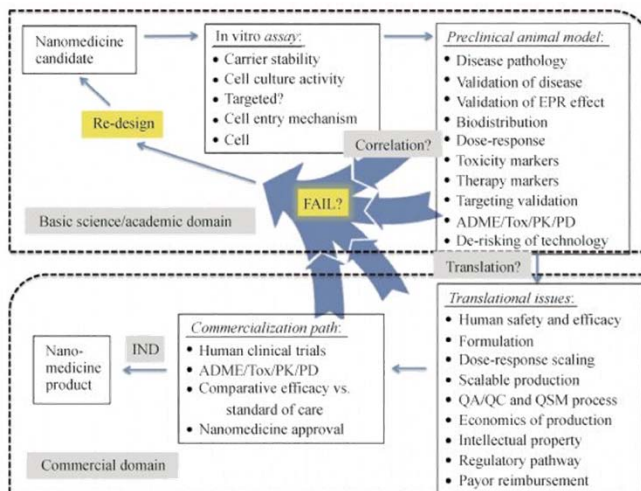 Nanomedicine
candidate
In vitro assay:
• Carrier stability
• Cell culture activity
• Targeted?
• Cell entry mechanism
• Cell
Preclinical animal model:
• Disease pathology
• Validation of disease
• Validation of EPR effect
• Biodistribution
• Dose-response
• Toxicity markers
• Therapy markers
• Targeting validation
• ADME/Tox/PK/PD
• De-risking of technology
Re-design
Correlation?
FAIL?
Basic science/academic domain
Translation?
Translational issues:
• Human safety and efficacy
• Formulation
• Dose-response scaling
• Scalable production
• QA/QC and QSM process
• Economics of production
• Intellectual property
• Regulatory pathway
• Payor reimbursement
Commercialization path:
• Human clinical trials
• ADME/Tox/PK/PD
• Comparative efficacy vs.
standard of care
• Nanomedicine approval
IND
Nano-
medicine
product
Commercial domain